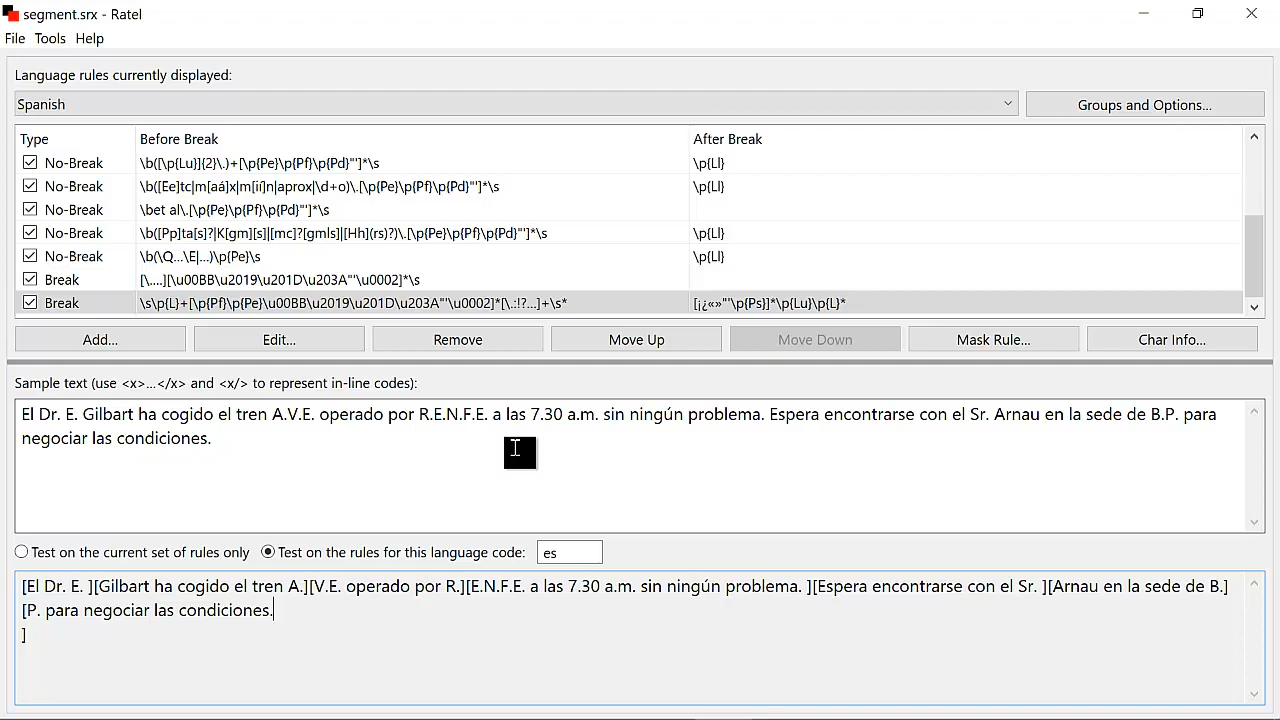 segment.srx - Ratel
File Tools Help
Language rules currently displayed:
Spanish
Groups and Options...
Type Before Break After Break
No-Break \b([\p{Lu}]{2}\.)+[\p{Pe}\p{Pf}\p{Pd}"']*\s \p{Ll}
No-Break \b([Ee]tc|m[aá]x|m[ií]n|aprox|\d+o)\.[\p{Pe}\p{Pf}\p{Pd}"']*\s \p{Ll}
No-Break \bet al\.[\p{Pe}\p{Pf}\p{Pd}"']*\s
No-Break \b([Pp]ta[s]?|K[gm][s]|[mc]?[gmls]|[Hh](rs)?)\.[\p{Pe}\p{Pf}\p{Pd}"']*\s \p{Ll}
No-Break \b(\Q...\E|…)\p{Pe}\s \p{Ll}
Break [\.…][\u00BB\u2019\u201D\u203A"'\u0002]*\s
Break \s\p{L}+[\p{Pf}\p{Pe}\u00BB\u2019\u201D\u203A"'\u0002]*[\.:!?…]+\s* [¡¿«»"'\p{Ps}]*\p{Lu}\p{L}*
Add... Edit... Remove Move Up Move Down Mask Rule... Char Info...
Sample text (use <x>...</x> and <x/> to represent in-line codes):
El Dr. E. Gilbart ha cogido el tren A.V.E. operado por R.E.N.F.E. a las 7.30 a.m. sin ningún problema. Espera encontrarse con el Sr. Arnau en la sede de B.P. para
negociar las condiciones.
Test on the current set of rules only Test on the rules for this language code: es
[El Dr. E. ][Gilbart ha cogido el tren A.][V.E. operado por R.][E.N.F.E. a las 7.30 a.m. sin ningún problema. ][Espera encontrarse con el Sr. ][Arnau en la sede de B.]
[P. para negociar las condiciones.
]